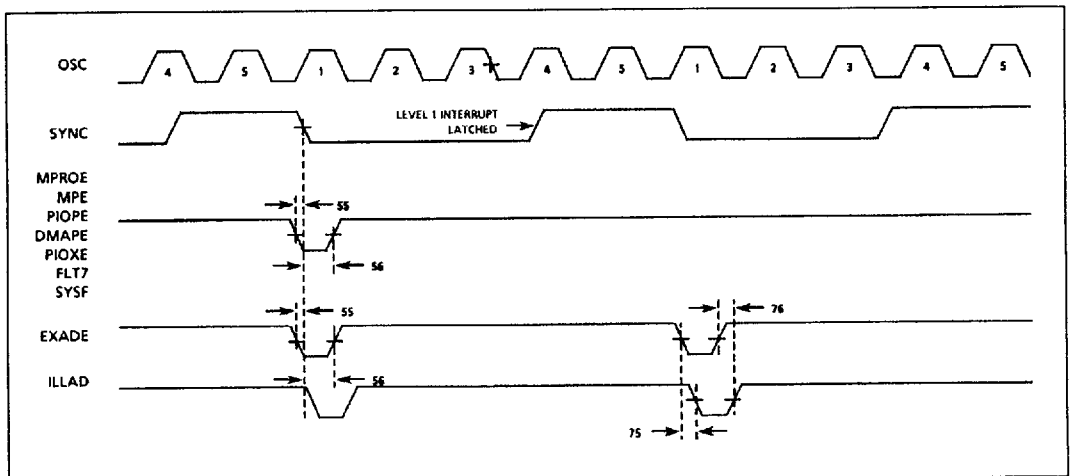 OSC
4 5 1 2 3 4 5 1 2 3 4 5
SYNC
LEVEL 1 INTERRUPT
LATCHED
MPROE
MPE
PIOPE
DMAPE
PIOXE
FLT7
SYSF
55
56
EXADE
55
76
ILLAD
56
75